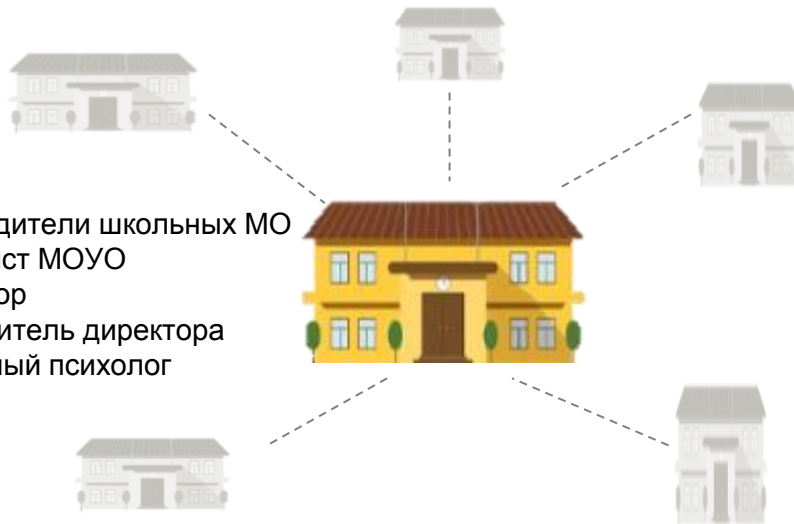 дители школьных МО
ст МОУО
ор
итель директора
ный психолог